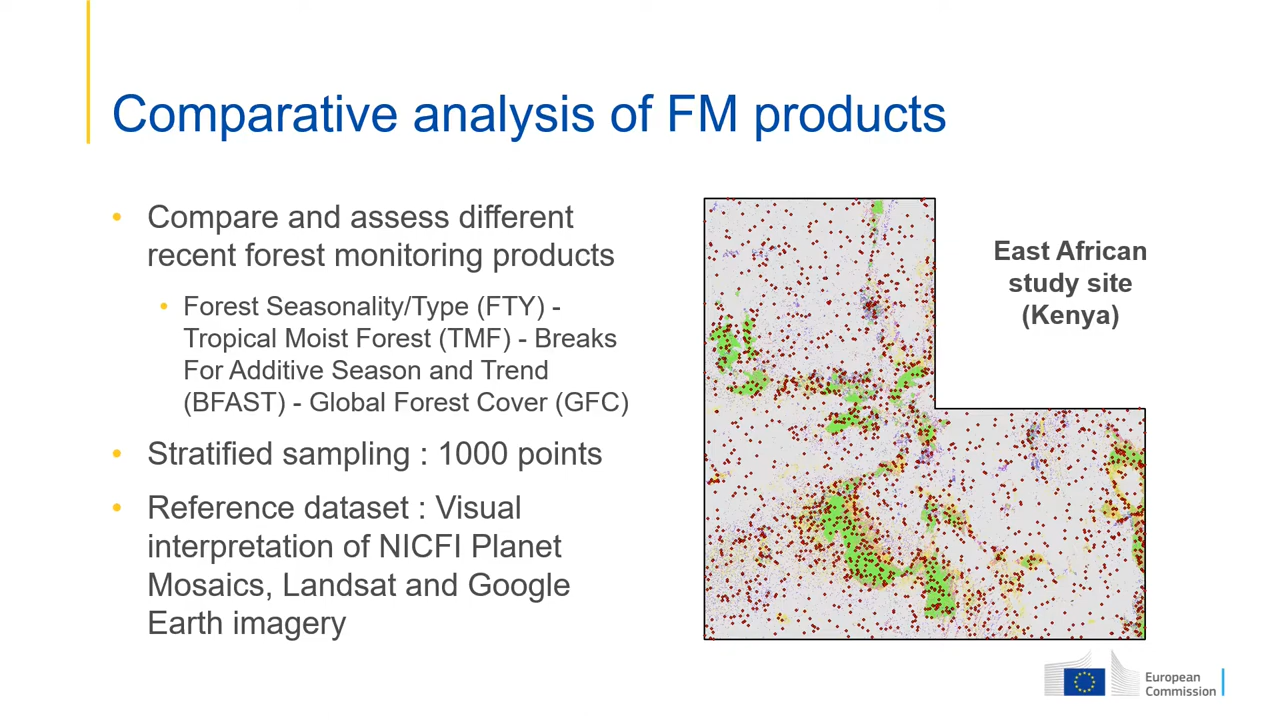 Comparative analysis of FM products
• Compare and assess different
recent forest monitoring products
• Forest Seasonality/Type (FTY) -
Tropical Moist Forest (TMF) - Breaks
For Additive Season and Trend
(BFAST) - Global Forest Cover (GFC)
• Stratified sampling : 1000 points
• Reference dataset : Visual
interpretation of NICFI Planet
Mosaics, Landsat and Google
Earth imagery
East African
study site
(Kenya)
European
Commission